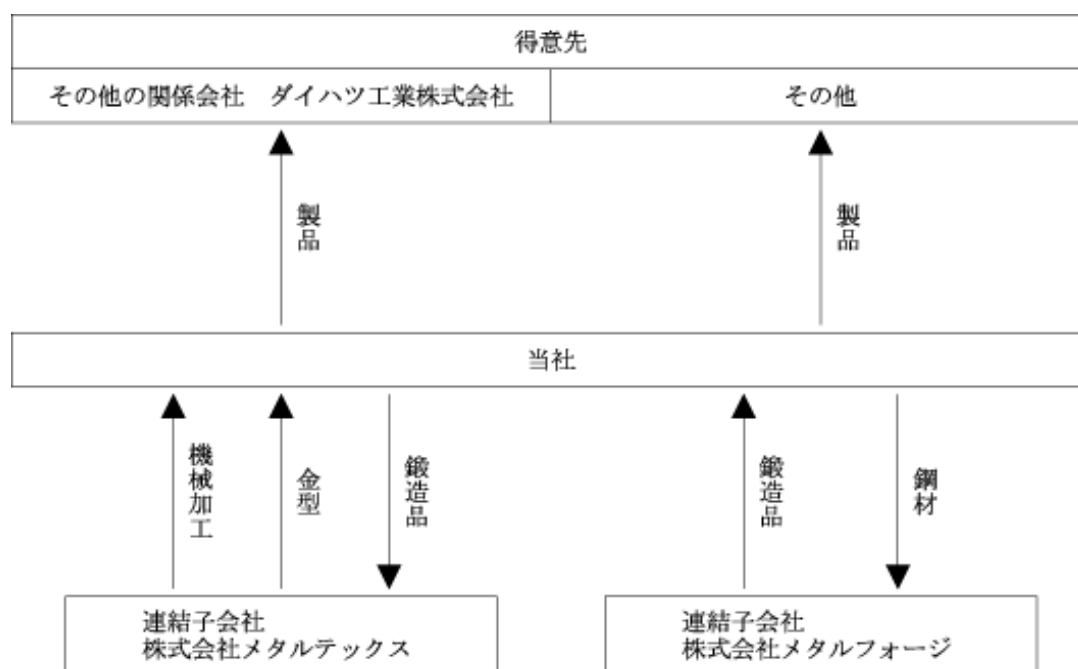 得意先
その他の関係会社　ダイハツ工業株式会社
その他
製品
製品
当社
機械加工
金型
鍛造品
鍛造品
鋼材
連結子会社
株式会社メタルテックス
連結子会社
株式会社メタルフォージ